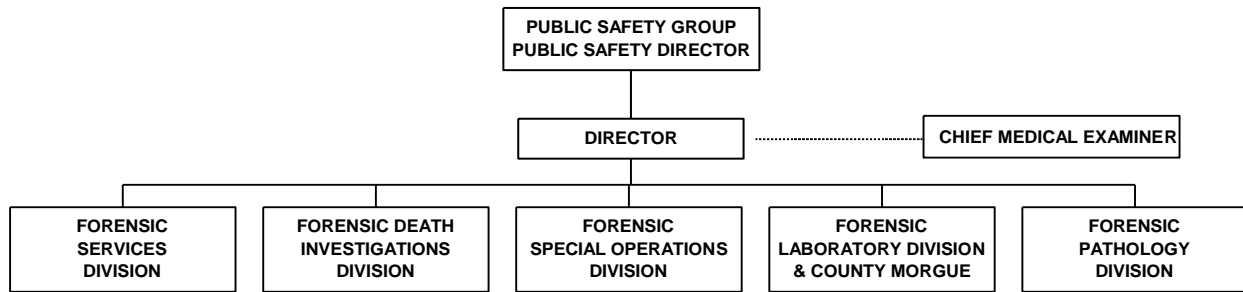 PUBLIC SAFETY GROUP
PUBLIC SAFETY DIRECTOR
DIRECTOR
CHIEF MEDICAL EXAMINER
FORENSIC
SERVICES
DIVISION
FORENSIC DEATH
INVESTIGATIONS
DIVISION
FORENSIC
SPECIAL OPERATIONS
DIVISION
FORENSIC
LABORATORY DIVISION
& COUNTY MORGUE
FORENSIC
PATHOLOGY
DIVISION